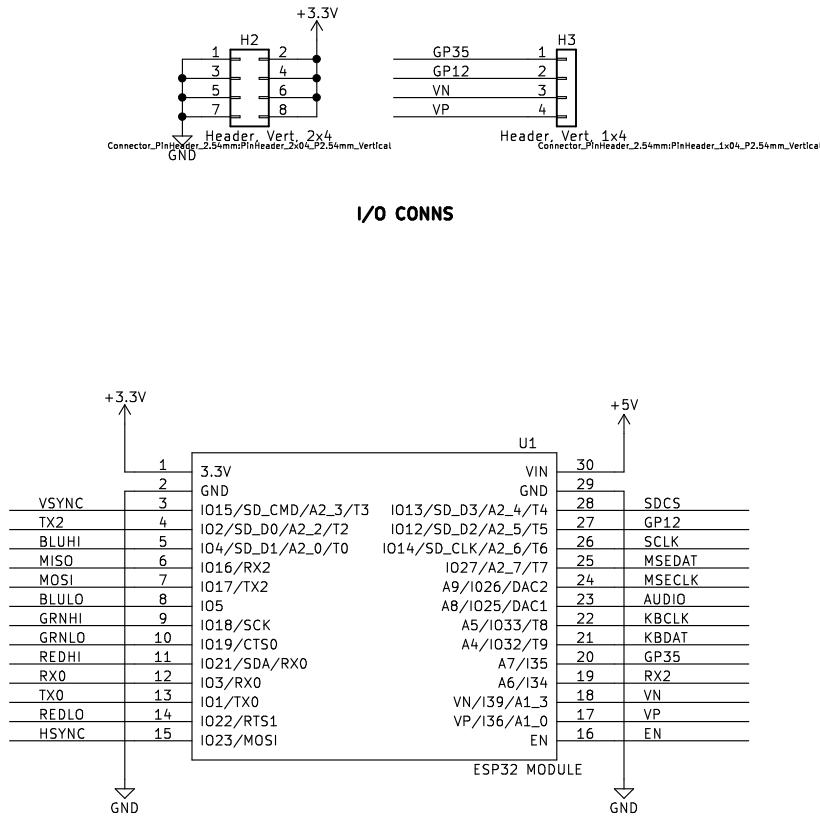 +3.3V
H2
H3
1 2
3 4
5 6
7 8
GP35 1
GP12 2
VN 3
VP 4
Header, Vert, 2x4
Connector_PinHeader_2.54mm:PinHeader_2x04_P2.54mm_Vertical
GND
Header, Vert, 1x4
Connector_PinHeader_2.54mm:PinHeader_1x04_P2.54mm_Vertical
I/O CONNS
+3.3V
+5V
U1
1 3.3V VIN 30
2 GND GND 29
VSYNC 3 IO15/SD_CMD/A2_3/T3 IO13/SD_D3/A2_4/T4 28 SDCS
TX2 4 IO2/SD_D0/A2_2/T2 IO12/SD_D2/A2_5/T5 27 GP12
BLUHI 5 IO4/SD_D1/A2_0/T0 IO14/SD_CLK/A2_6/T6 26 SCLK
MISO 6 IO16/RX2 IO27/A2_7/T7 25 MSEDAT
MOSI 7 IO17/TX2 A9/IO26/DAC2 24 MSECLK
BLULO 8 IO5 A8/IO25/DAC1 23 AUDIO
GRNHI 9 IO18/SCK A5/IO33/T8 22 KBCLK
GRNLO 10 IO19/CTS0 A4/IO32/T9 21 KBDAT
REDHI 11 IO21/SDA/RX0 A7/I35 20 GP35
RX0 12 IO3/RX0 A6/I34 19 RX2
TX0 13 IO1/TX0 VN/I39/A1_3 18 VN
REDLO 14 IO22/RTS1 VP/I36/A1_0 17 VP
HSYNC 15 IO23/MOSI EN 16 EN
ESP32 MODULE
GND
GND